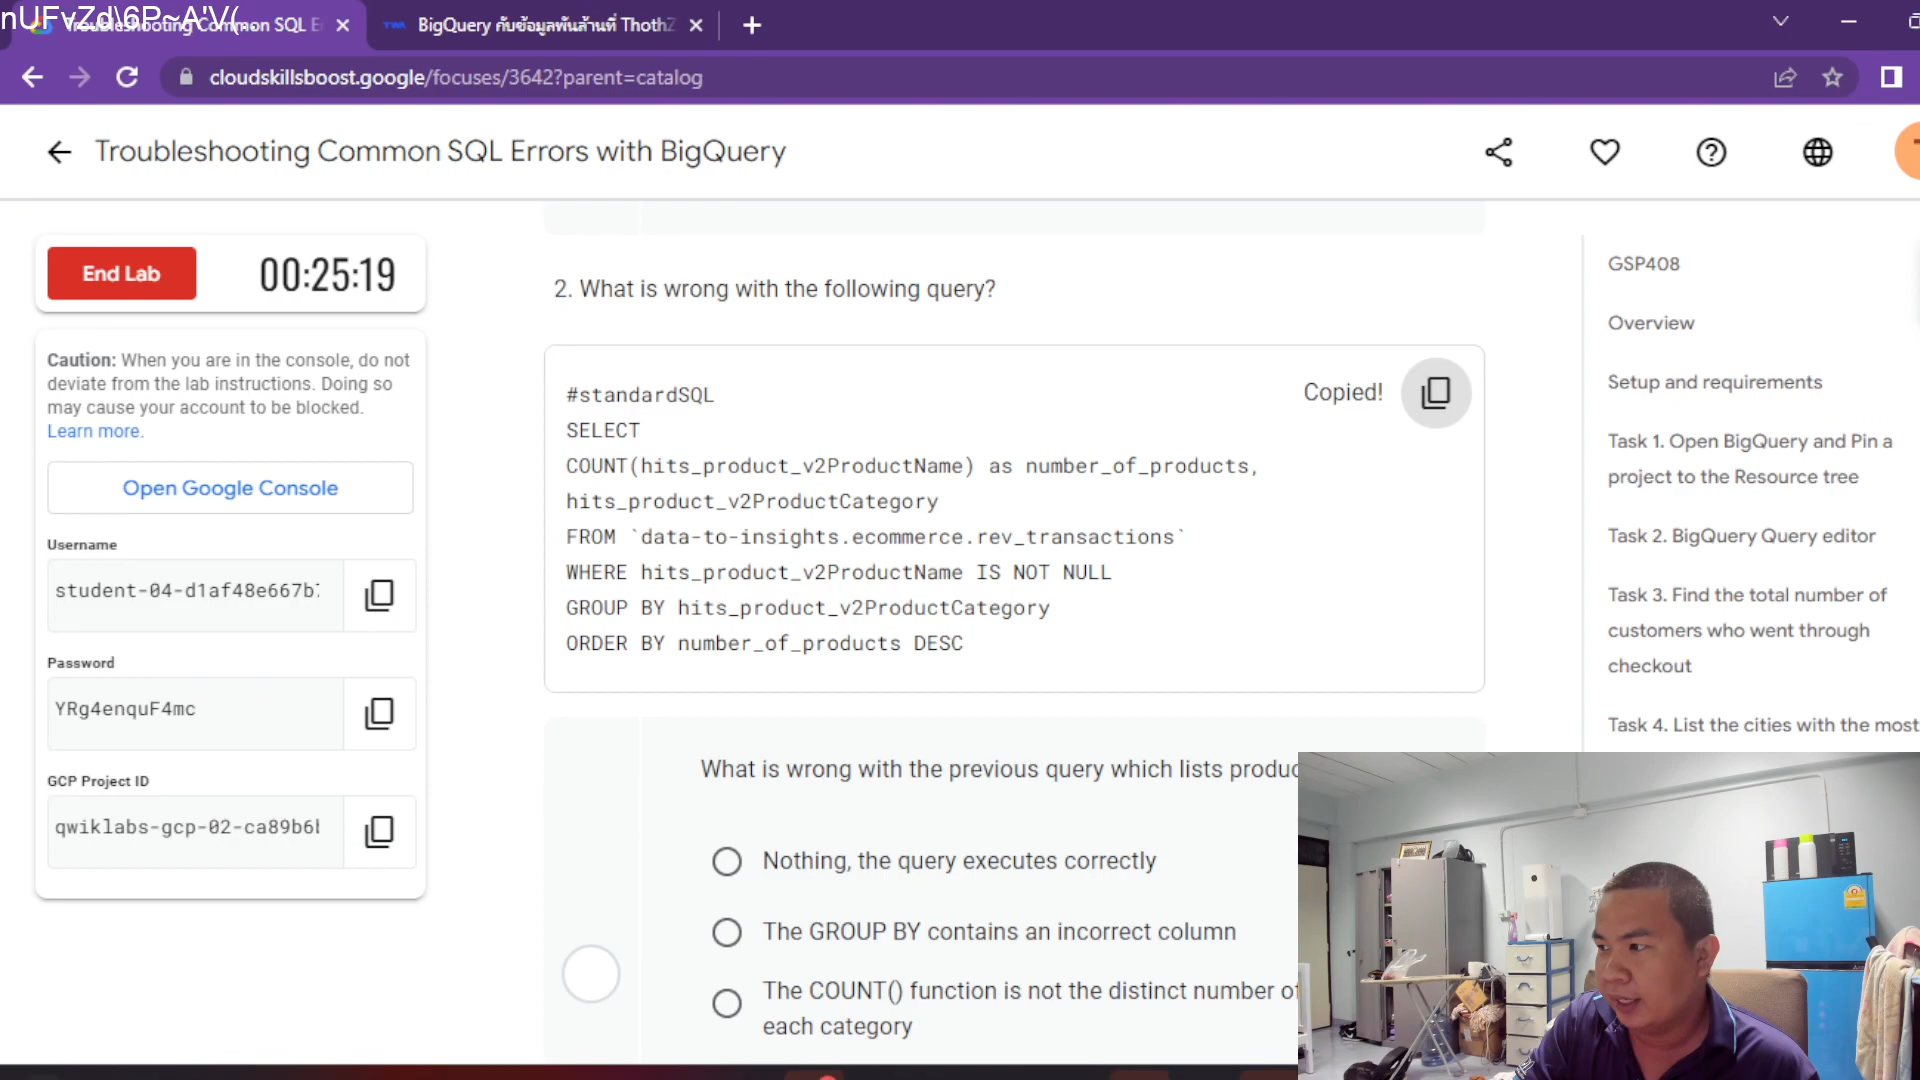 nUFvZd\6P~A'V(..
Troubleshooting Common SQL E
BigQuery กับข้อมูลพันล้านที่ ThothZ
cloudskillsboost.google/focuses/3642?parent=catalog
Troubleshooting Common SQL Errors with BigQuery
End Lab
00:25:19
Caution: When you are in the console, do not
deviate from the lab instructions. Doing so
may cause your account to be blocked.
Learn more.
Open Google Console
Username
student-04-d1af48e667b
Password
YRg4enquF4mc
GCP Project ID
qwiklabs-gcp-02-ca89b6
2. What is wrong with the following query?
Copied!
#standardSQL
SELECT
COUNT(hits_product_v2ProductName) as number_of_products,
hits_product_v2ProductCategory
FROM `data-to-insights.ecommerce.rev_transactions`
WHERE hits_product_v2ProductName IS NOT NULL
GROUP BY hits_product_v2ProductCategory
ORDER BY number_of_products DESC
What is wrong with the previous query which lists produc
Nothing, the query executes correctly
The GROUP BY contains an incorrect column
The COUNT() function is not the distinct number of
each category
GSP408
Overview
Setup and requirements
Task 1. Open BigQuery and Pin a
project to the Resource tree
Task 2. BigQuery Query editor
Task 3. Find the total number of
customers who went through
checkout
Task 4. List the cities with the most